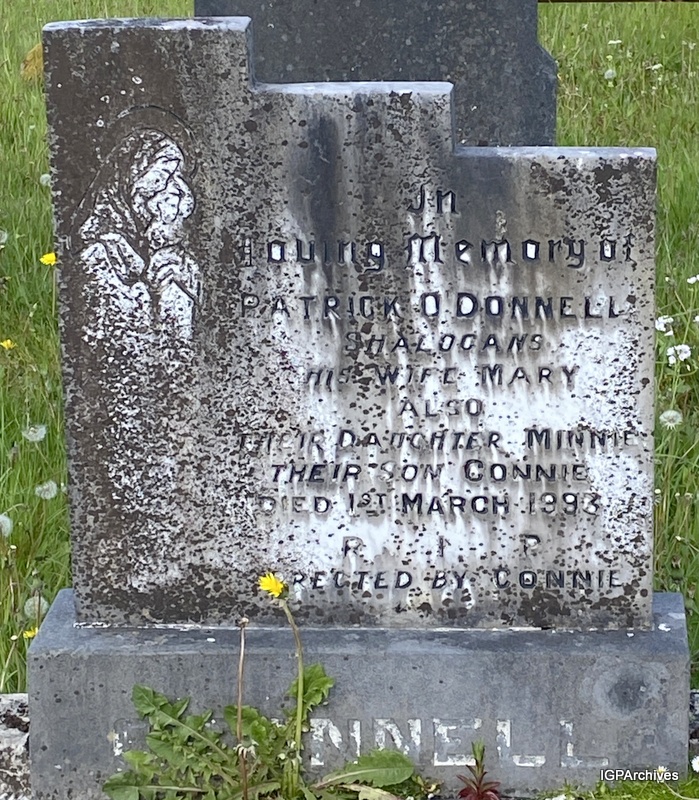 In
Loving Memory of
PATRICK O'DONNELL
SHALOGANS
HIS WIFE MARY
ALSO
THEIR DAUGHTER MINNIE
THEIR SON CONNIE
DIED 1ST MARCH 1993
R. I. P.
ERECTED BY CONNIE
IGPArchives